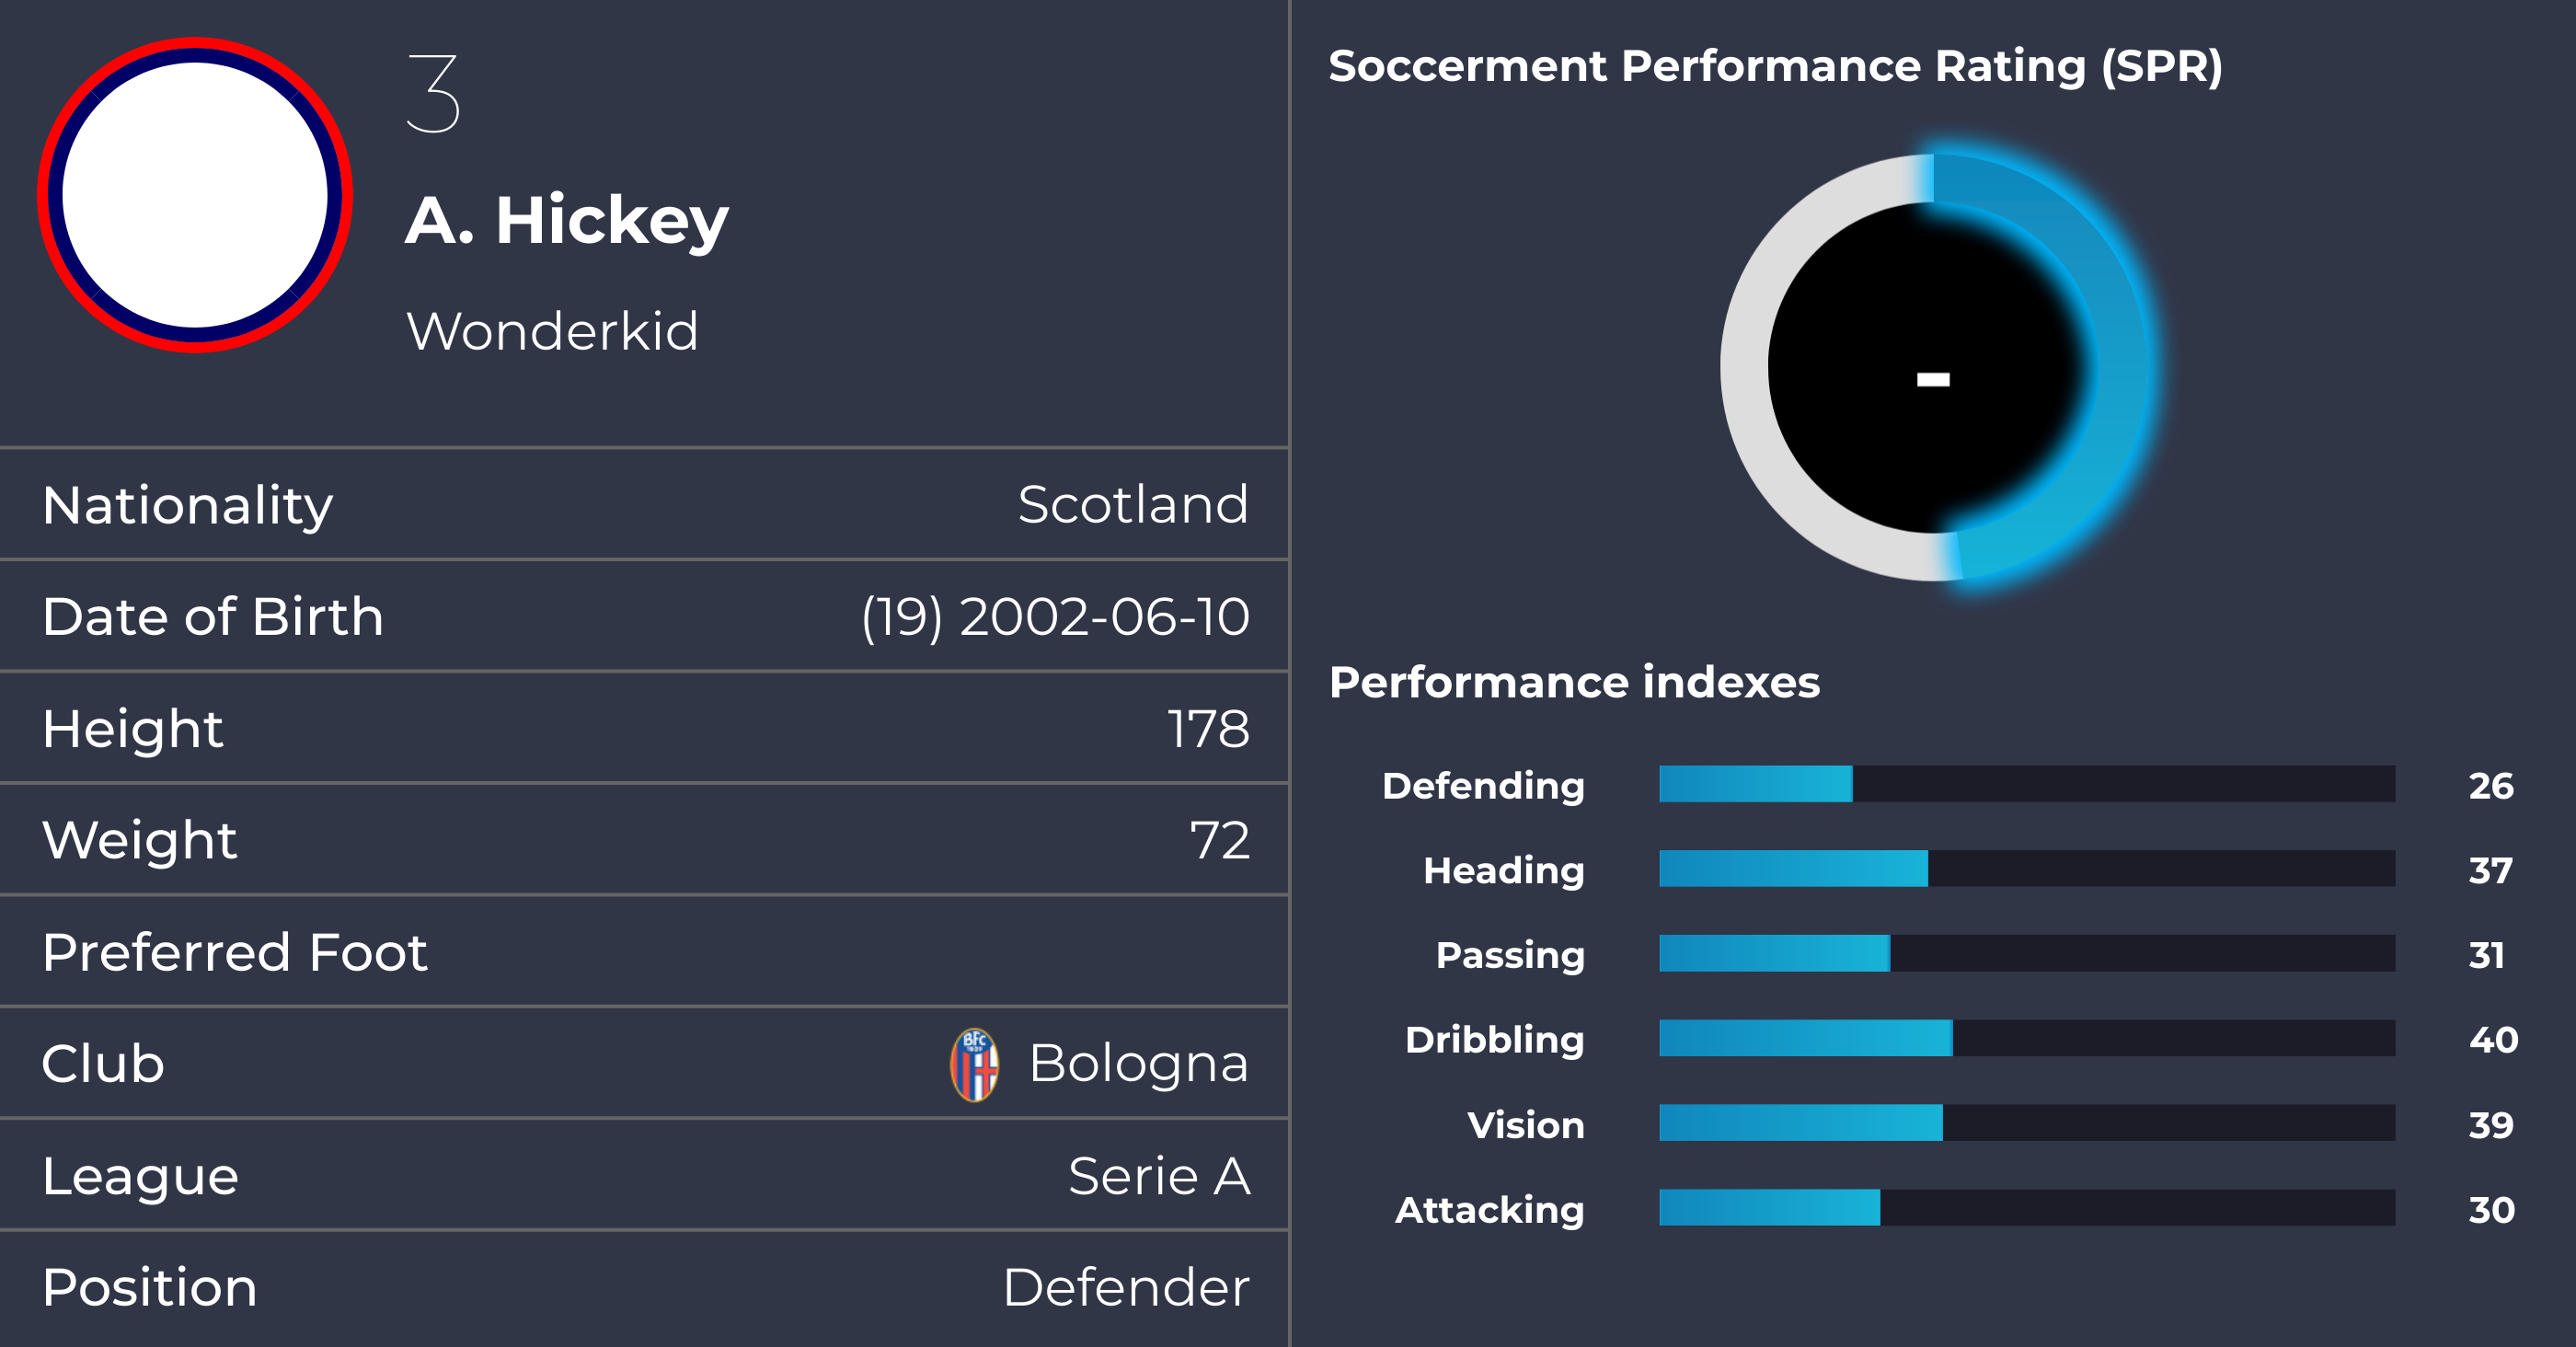 3
A. Hickey
Wonderkid
Nationality Scotland
Date of Birth (19) 2002-06-10
Height 178
Weight 72
Preferred Foot
Club BFC Bologna
League Serie A
Position Defender
Soccerment Performance Rating (SPR)
-
Performance indexes
Defending 26
Heading 37
Passing 31
Dribbling 40
Vision 39
Attacking 30